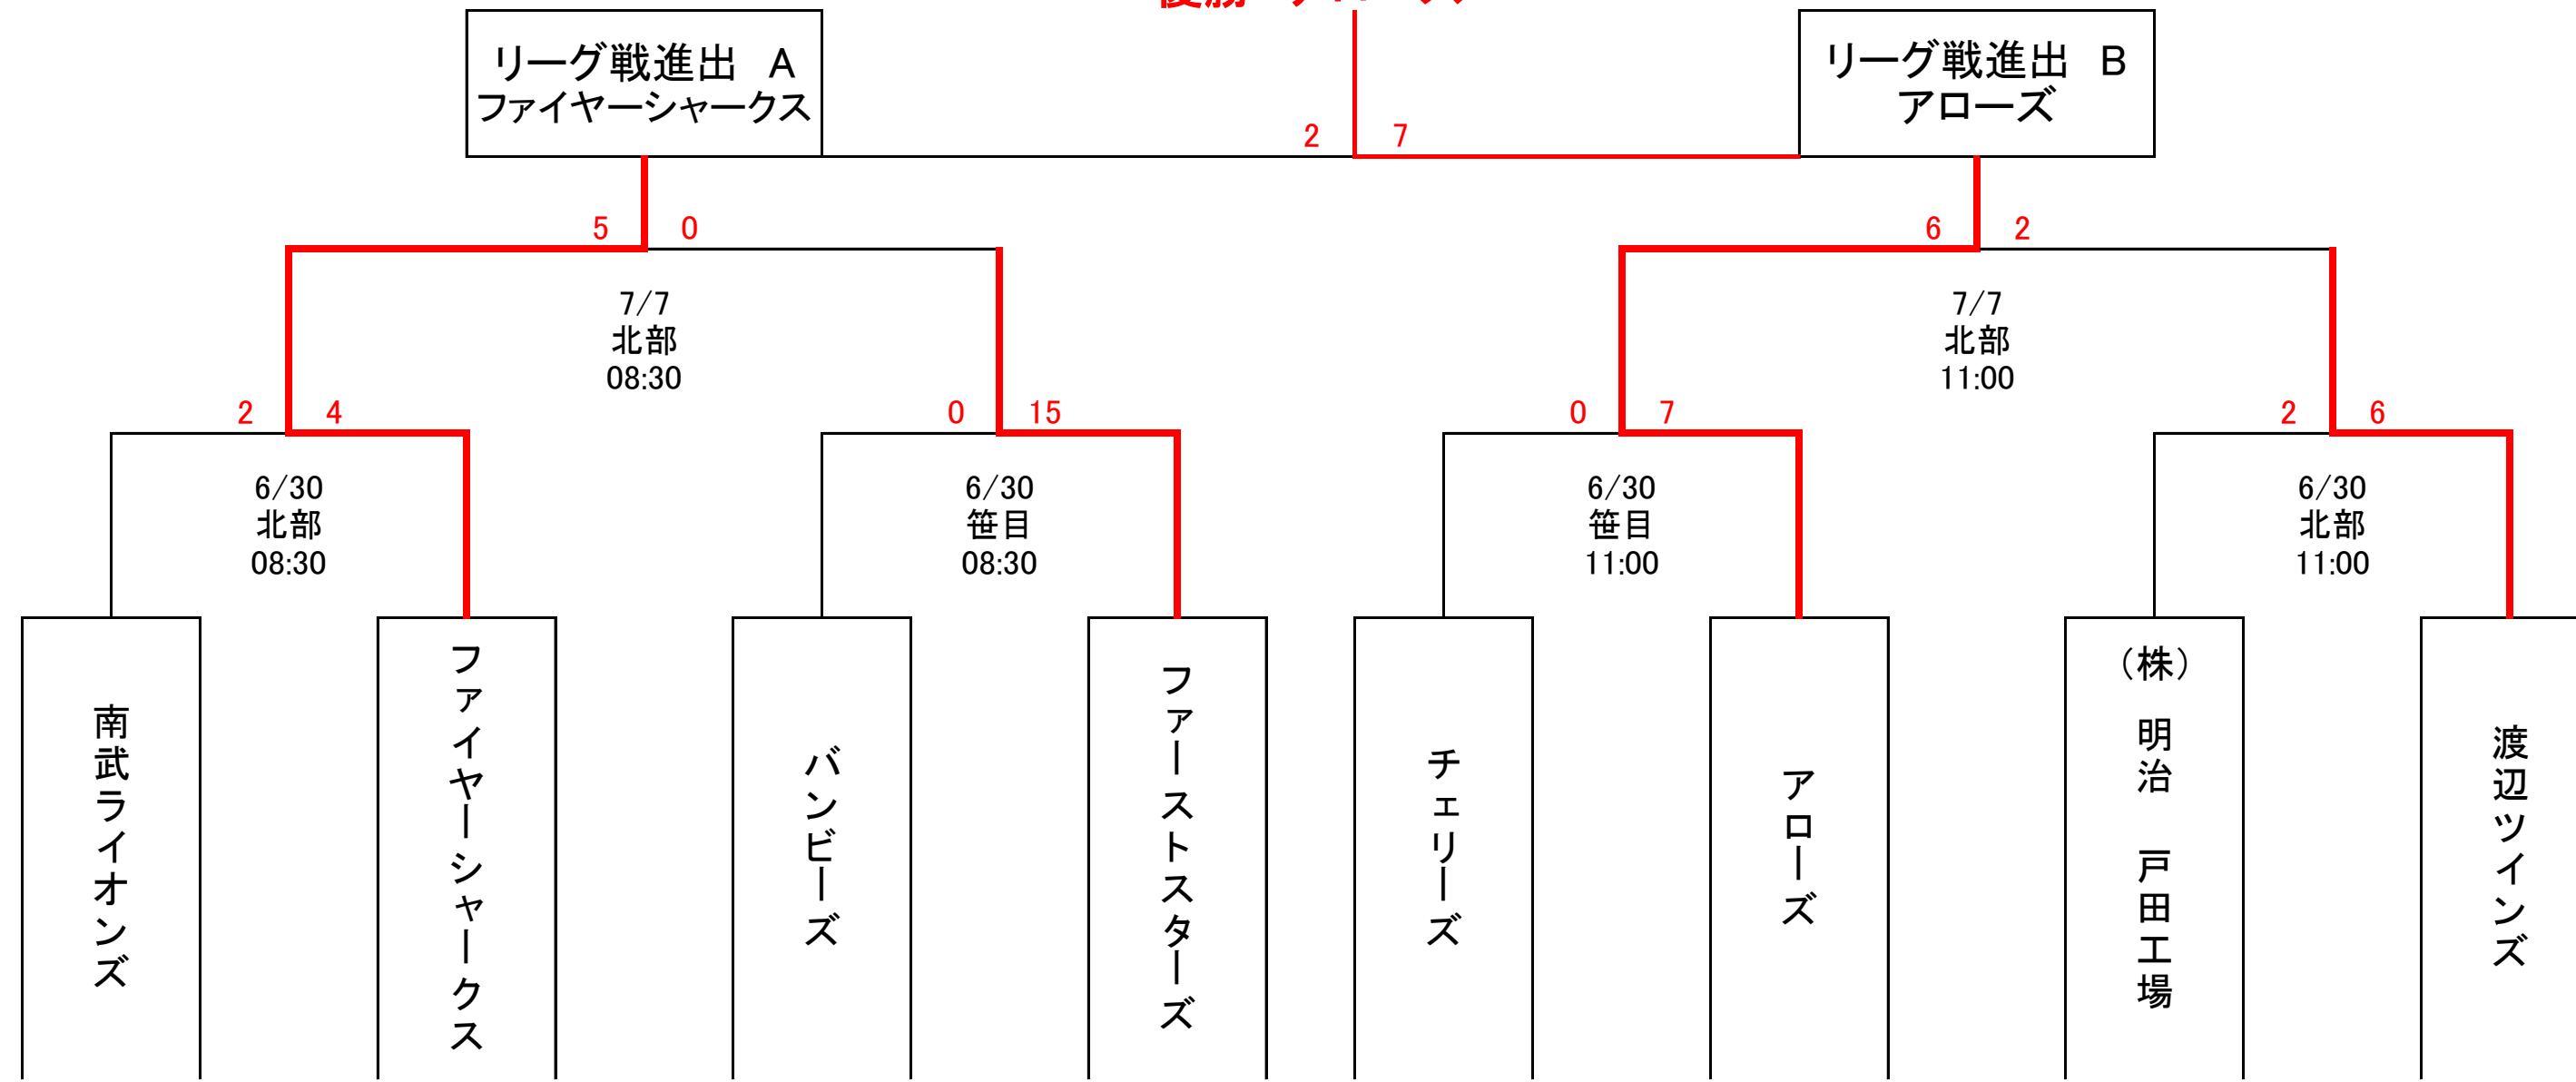 リーグ戦進出 A
ファイヤーシャークス
リーグ戦進出 B
アローズ
2 7
5 0
6 2
7/7
北部
08:30
7/7
北部
11:00
2 4
0 15
0 7
2 6
6/30
北部
08:30
6/30
笹目
08:30
6/30
笹目
11:00
6/30
北部
11:00
南武ライオンズ
ファイヤーシャークス
バンビーズ
ファーストスターズ
チェリーズ
アローズ
（株） 明治 戸田工場
渡辺ツインズ